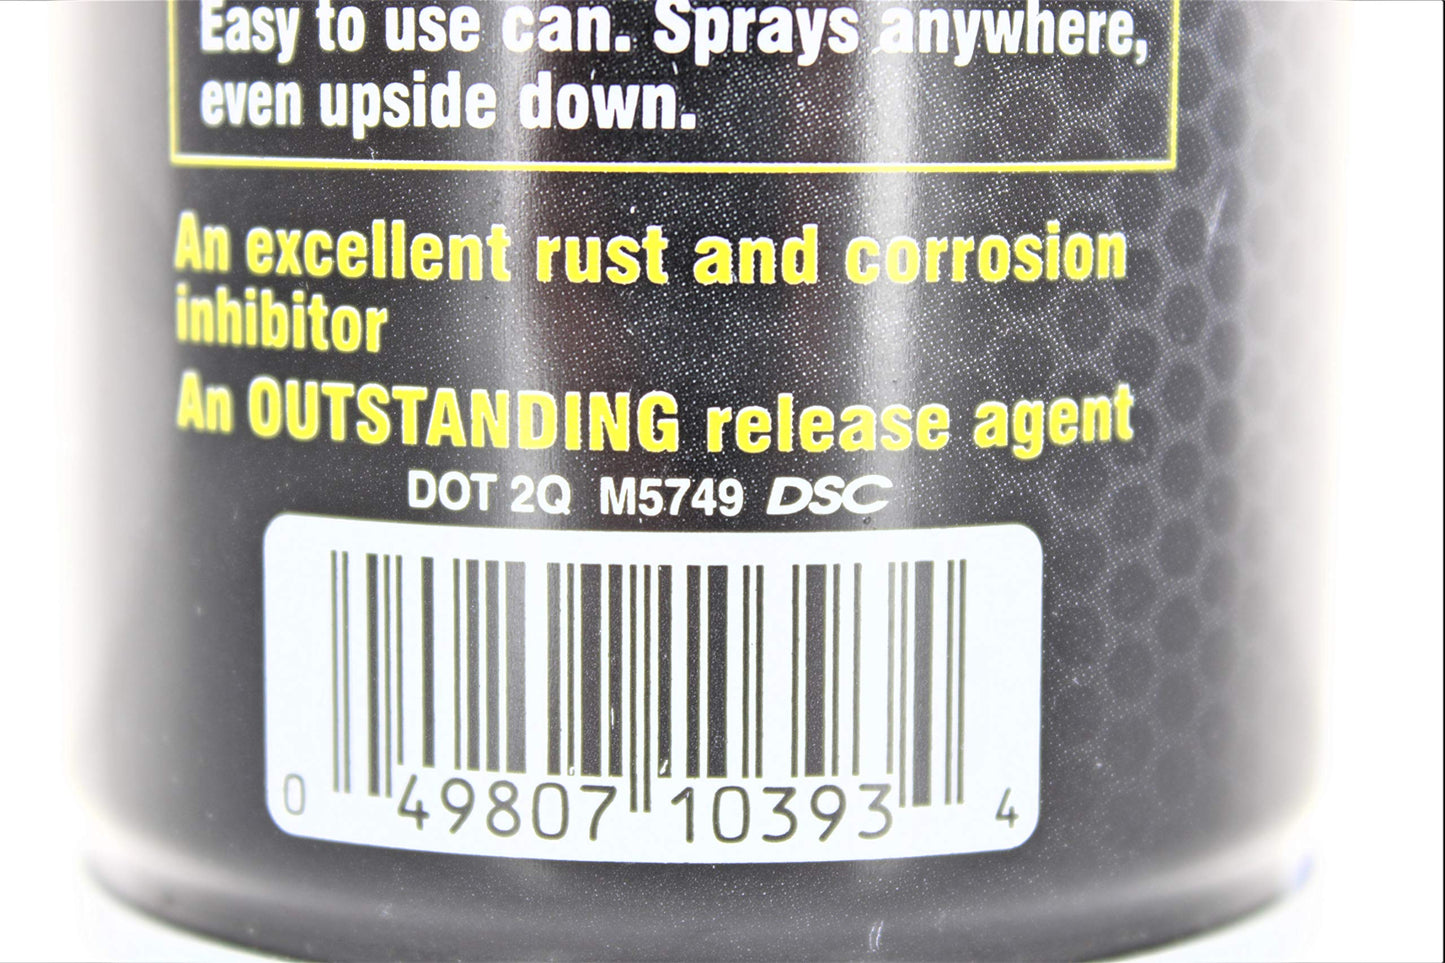 Easy to use can. Sprays anywhere,
even upside down.
An excellent rust and corrosion
inhibitor
An OUTSTANDING release agent
DOT 2Q M5749 DSC
0 49807 10393 4